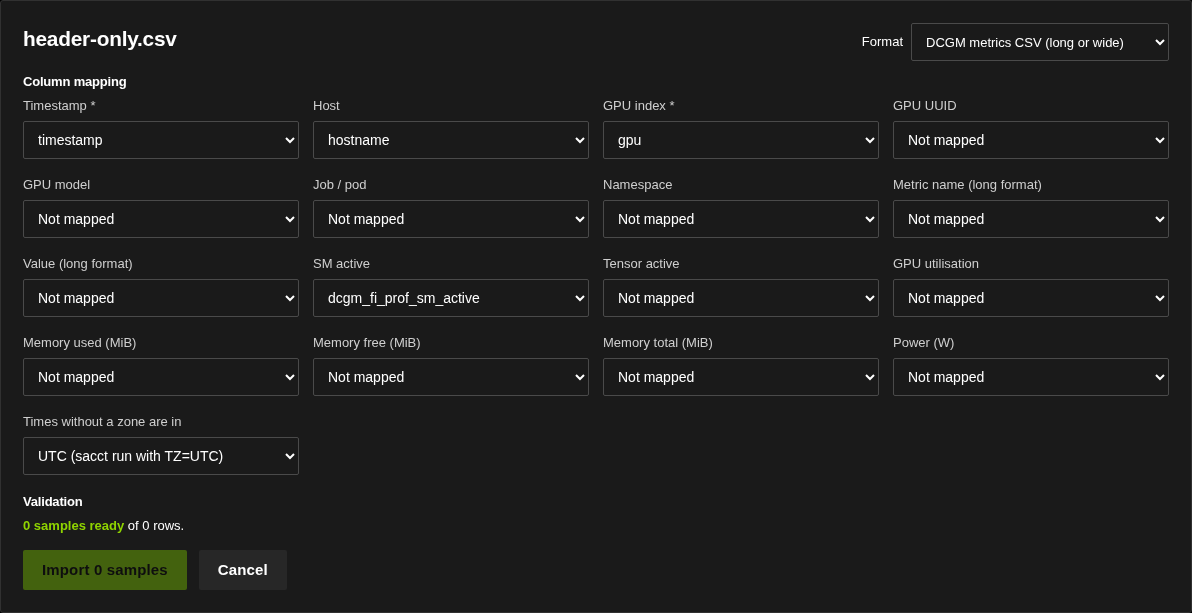 header-only.csv
Format
DCGM metrics CSV (long or wide)
Column mapping
Timestamp *
Host
GPU index *
GPU UUID
timestamp
hostname
gpu
Not mapped
GPU model
Job / pod
Namespace
Metric name (long format)
Not mapped
Not mapped
Not mapped
Not mapped
Value (long format)
SM active
Tensor active
GPU utilisation
Not mapped
dcgm_fi_prof_sm_active
Not mapped
Not mapped
Memory used (MiB)
Memory free (MiB)
Memory total (MiB)
Power (W)
Not mapped
Not mapped
Not mapped
Not mapped
Times without a zone are in
UTC (sacct run with TZ=UTC)
Validation
0 samples ready of 0 rows.
Import 0 samples
Cancel